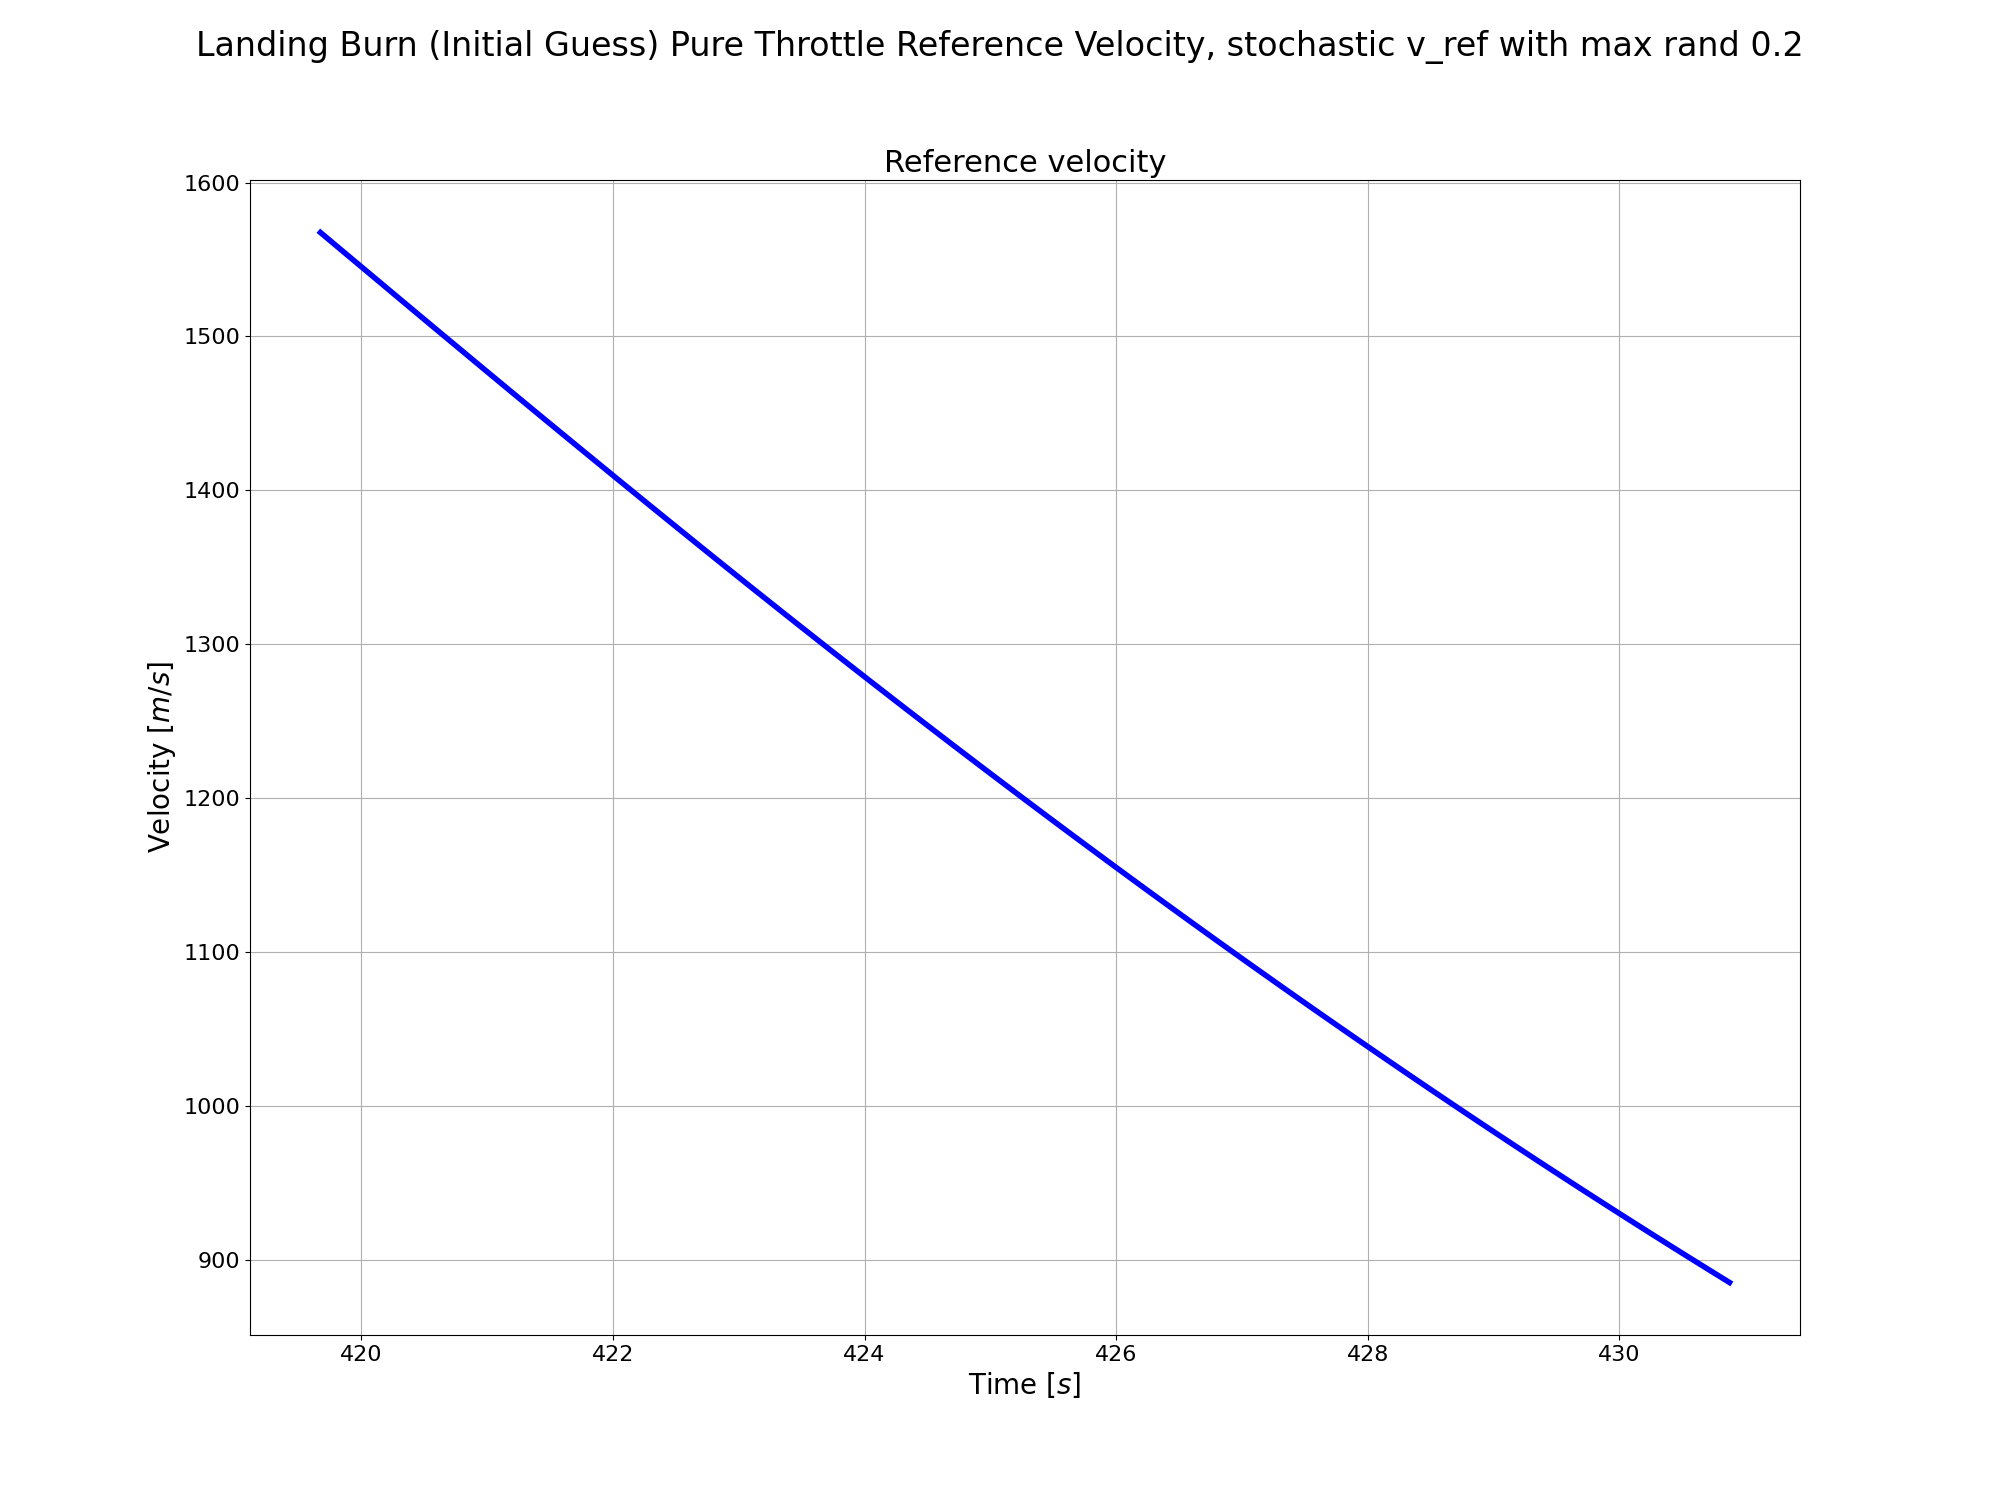 Landing Burn (Initial Guess) Pure Throttle Reference Velocity, stochastic v_ref with max rand 0.2
Reference velocity
1600
1500
1400
1300
1200
1100
1000
900
Velocity [m/s]
420 422 424 426 428 430
Time [s]